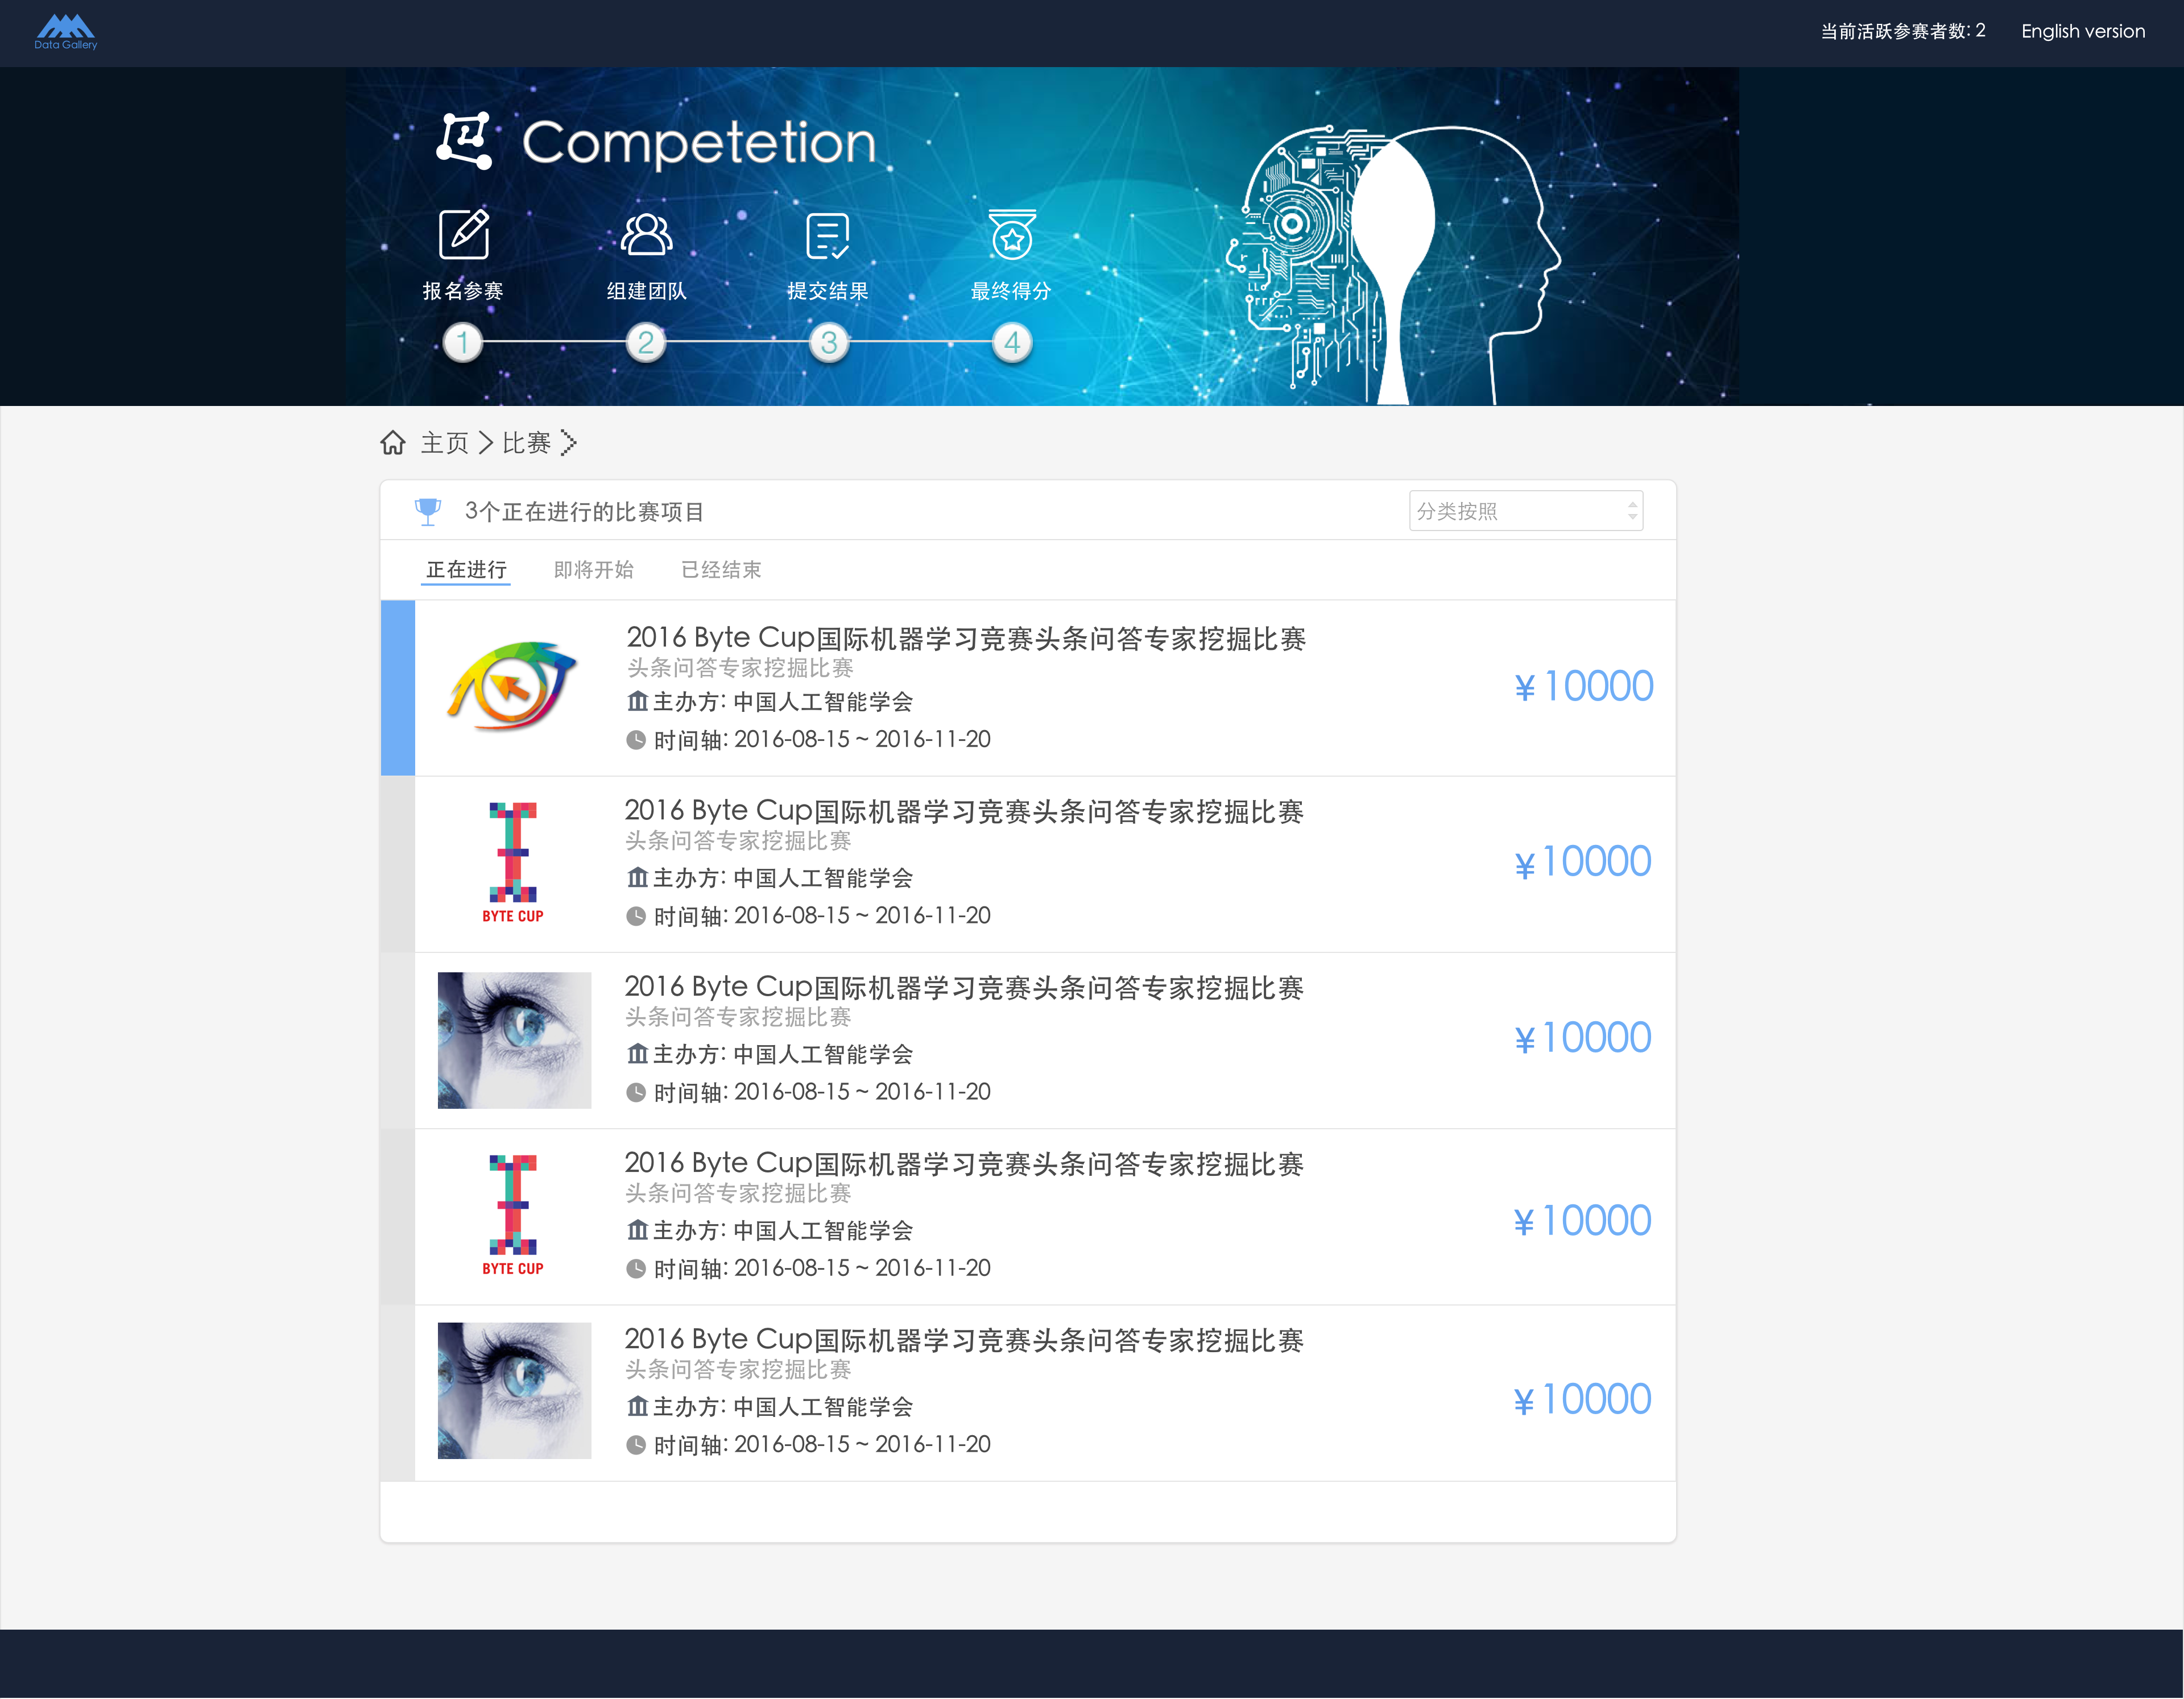 Data Gallery
当前活跃参赛者数: 2 English version
Competetion
报名参赛 组建团队 提交结果 最终得分
1 2 3 4
主页 比赛
3个正在进行的比赛项目 分类按照
正在进行 即将开始 已经结束
2016 Byte Cup国际机器学习竞赛头条问答专家挖掘比赛
头条问答专家挖掘比赛
主办方: 中国人工智能学会
¥10000
时间轴: 2016-08-15 ~ 2016-11-20
BYTE CUP
2016 Byte Cup国际机器学习竞赛头条问答专家挖掘比赛
头条问答专家挖掘比赛
主办方: 中国人工智能学会
¥10000
时间轴: 2016-08-15 ~ 2016-11-20
2016 Byte Cup国际机器学习竞赛头条问答专家挖掘比赛
头条问答专家挖掘比赛
主办方: 中国人工智能学会
¥10000
时间轴: 2016-08-15 ~ 2016-11-20
BYTE CUP
2016 Byte Cup国际机器学习竞赛头条问答专家挖掘比赛
头条问答专家挖掘比赛
主办方: 中国人工智能学会
¥10000
时间轴: 2016-08-15 ~ 2016-11-20
2016 Byte Cup国际机器学习竞赛头条问答专家挖掘比赛
头条问答专家挖掘比赛
主办方: 中国人工智能学会
¥10000
时间轴: 2016-08-15 ~ 2016-11-20